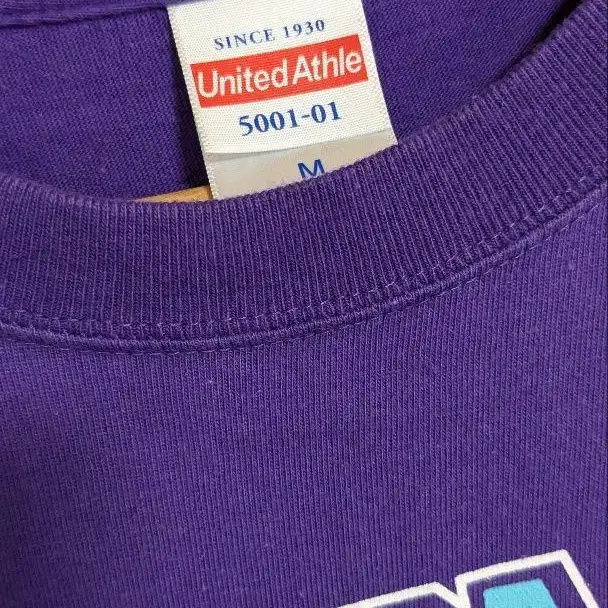 SINCE 1930
United Athle
5001-01
M